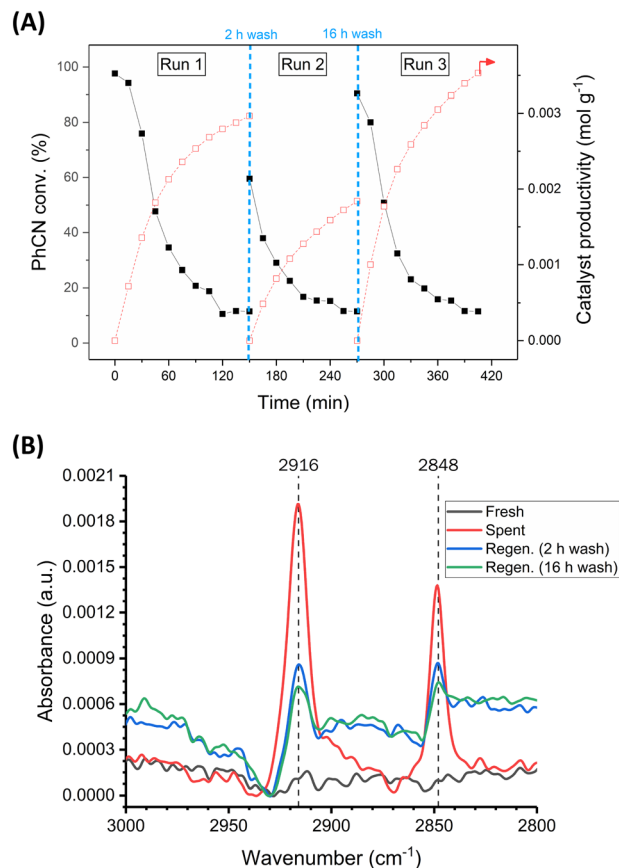 (A)
2 h wash
16 h wash
Run 1
Run 2
Run 3
100
80
60
40
20
0
PhCN conv. (%)
0.003
0.002
0.001
0.000
Catalyst productivity (mol g-1)
0 60 120 180 240 300 360 420
Time (min)
(B)
2916
2848
0.0021
0.0018
0.0015
0.0012
0.0009
0.0006
0.0003
0.0000
Absorbance (a.u.)
Fresh
Spent
Regen. (2 h wash)
Regen. (16 h wash)
3000 2950 2900 2850 2800
Wavenumber (cm-1)